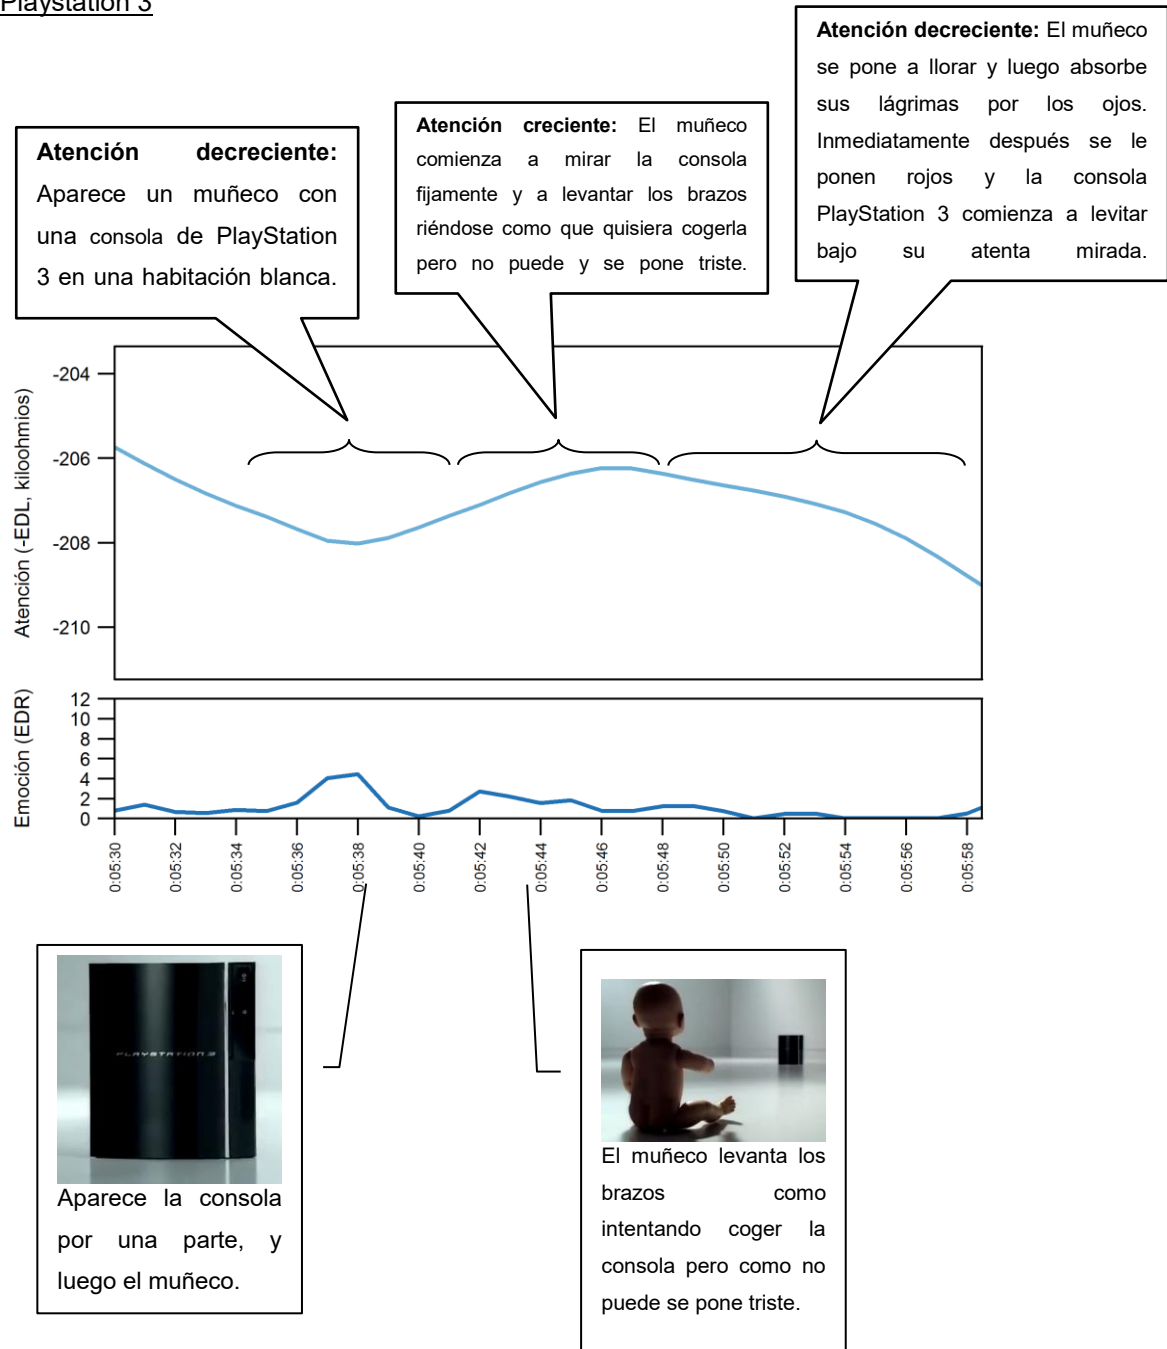 Playstation 3
Atención decreciente:
Aparece un muñeco con
una consola de PlayStation
3 en una habitación blanca.
Atención creciente: El muñeco
comienza a mirar la consola
fijamente y a levantar los brazos
riéndose como que quisiera cogerla
pero no puede y se pone triste.
Atención decreciente: El muñeco
se pone a llorar y luego absorbe
sus lágrimas por los ojos.
Inmediatamente después se le
ponen rojos y la consola
PlayStation 3 comienza a levitar
bajo su atenta mirada.
Atención (-EDL, kiloohmios)
-204
-206
-208
-210
Emoción (EDR)
12
10
8
6
4
2
0
0:05:30
0:05:32
0:05:34
0:05:36
0:05:38
0:05:40
0:05:42
0:05:44
0:05:46
0:05:48
0:05:50
0:05:52
0:05:54
0:05:56
0:05:58
PLAYSTATION 3
Aparece la consola
por una parte, y
luego el muñeco.
El muñeco levanta los
brazos como
intentando coger la
consola pero como no
puede se pone triste.